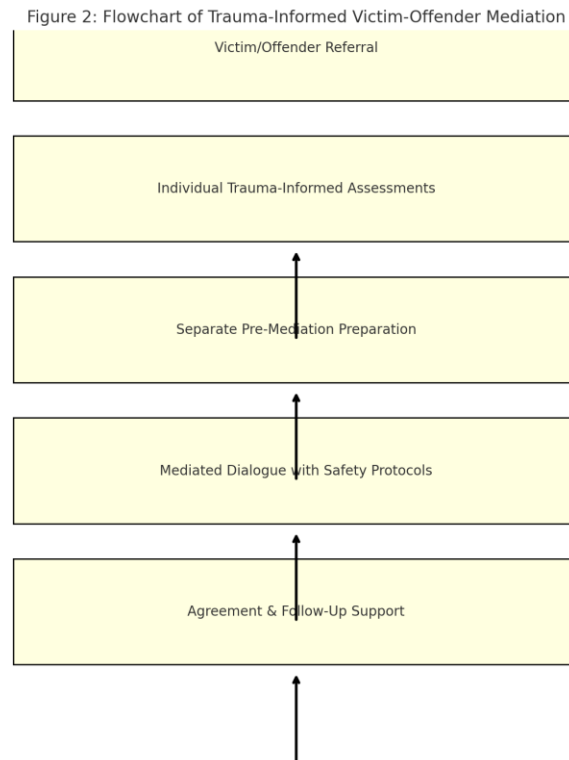 Figure 2: Flowchart of Trauma-Informed Victim-Offender Mediation
Victim/Offender Referral
Individual Trauma-Informed Assessments
Separate Pre-Mediation Preparation
Mediated Dialogue with Safety Protocols
Agreement & Follow-Up Support